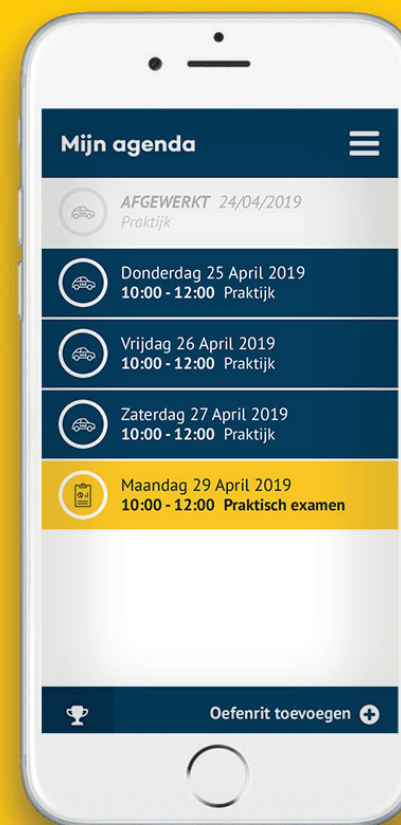 Mijn agenda
AFGEWERKT 24/04/2019
Praktijk
Donderdag 25 April 2019
10:00 - 12:00 Praktijk
Vrijdag 26 April 2019
10:00 - 12:00 Praktijk
Zaterdag 27 April 2019
10:00 - 12:00 Praktijk
Maandag 29 April 2019
10:00 - 12:00 Praktisch examen
Oefenrit toevoegen